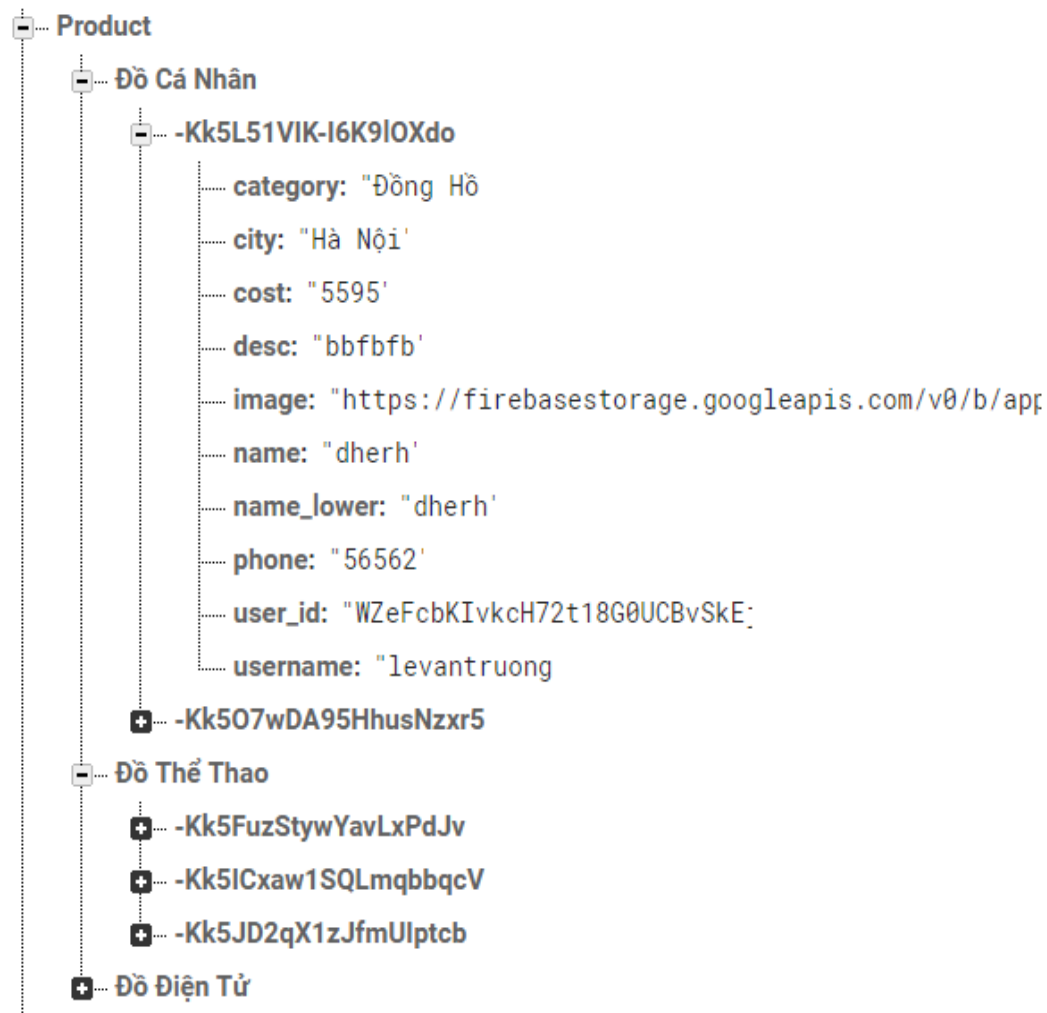 Product
Đồ Cá Nhân
-Kk5L51VIK-I6K9lOXdo
category: "Đồng Hồ
city: "Hà Nội'
cost: "5595'
desc: "bbfbfb'
image: "https://firebasestorage.googleapis.com/v0/b/app
name: "dherh'
name_lower: "dherh'
phone: "56562'
user_id: "WZeFcbKIvkcH72t18G0UCBvSkEj
username: "levantruong
-Kk5O7wDA95HhusNzxr5
Đồ Thể Thao
-Kk5FuzStywYavLxPdJv
-Kk5ICxaw1SQLmqbbqcV
-Kk5JD2qX1zJfmUIptcb
Đồ Điện Tử